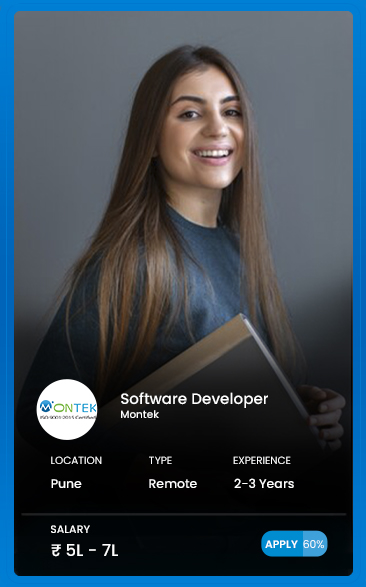 MONTEK
ISO 9001:2015 Certified
Software Developer
Montek
LOCATION
TYPE
EXPERIENCE
Pune
Remote
2-3 Years
SALARY
₹ 5L - 7L
APPLY 60%